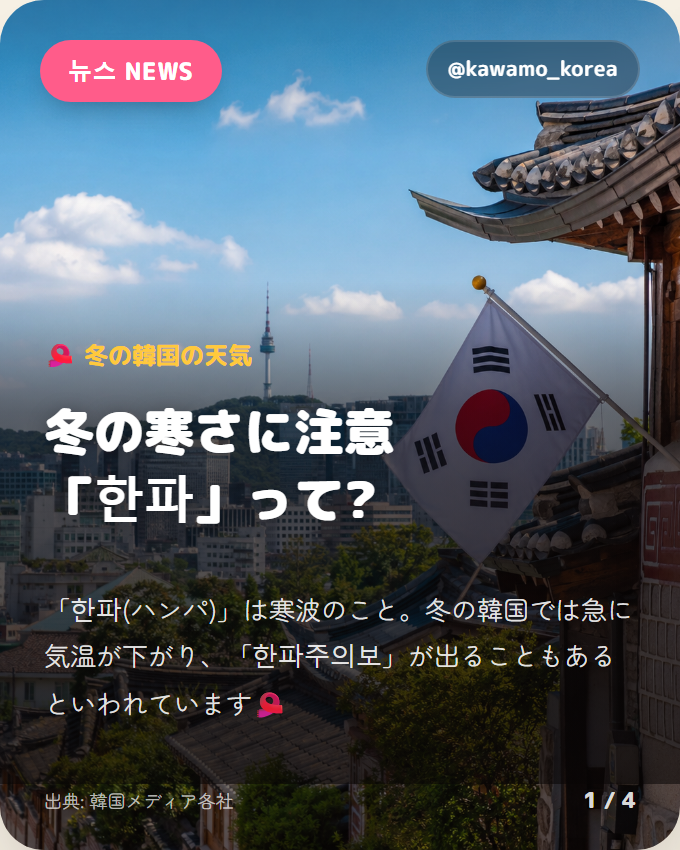 뉴스 NEWS
@kawamo_korea
冬の韓国の天気
冬の寒さに注意
「한파」って?
「한파(ハンパ)」は寒波のこと。冬の韓国では急に
気温が下がり、「한파주의보」が出ることもある
といわれています
出典: 韓国メディア各社
1 / 4